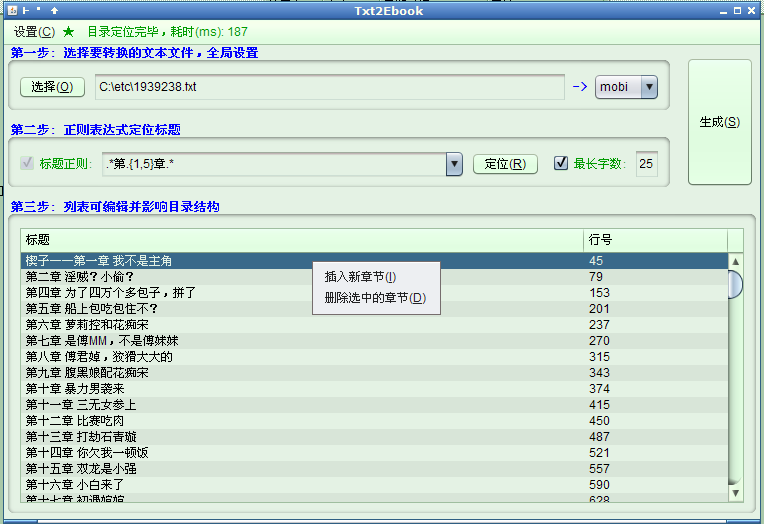 Txt2Ebook
设置(C) ★ 目录定位完毕，耗时(ms): 187
第一步: 选择要转换的文本文件，全局设置
选择(O) C:\etc\1939238.txt --> mobi
生成(S)
第二步: 正则表达式定位标题
标题正则: .*第.{1,5}章.* 定位(R) 最长字数: 25
第三步: 列表可编辑并影响目录结构
标题 行号
楔子一一第一章 我不是主角 45
插入新章节(I)
删除选中的章节(D)
第二章 淫贼？小偷？ 79
第四章 为了四万个多包子，拼了 153
第五章 船上包吃包住不？ 201
第六章 萝莉控和花痴宋 237
第七章 是傅MM，不是傅妹妹 270
第八章 傅君婥，狡猾大大的 315
第九章 腹黑娘配花痴宋 343
第十章 暴力男袭来 374
第十一章 三无女参上 415
第十二章 比赛吃肉 450
第十三章 打劫石青璇 487
第十四章 你欠我一顿饭 521
第十五章 双龙是小强 557
第十六章 小白来了 590
第十七章 初遇婠婠 628